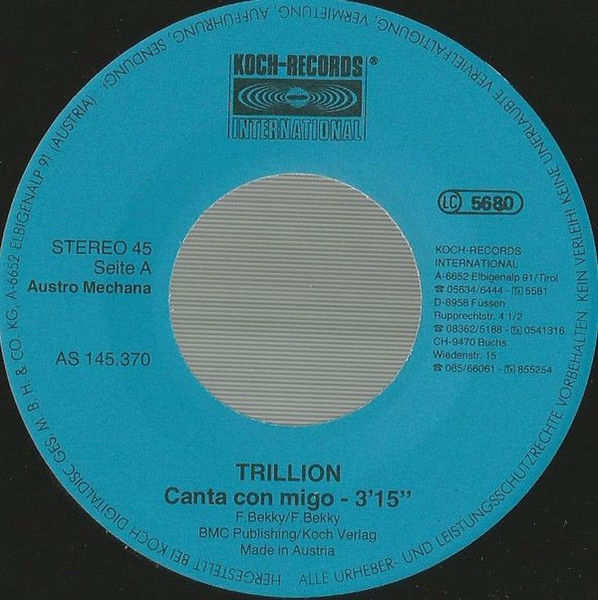 KOCH-RECORDS®
INTERNATIONAL
LC 5680
STEREO 45
Seite A
Austro Mechana
AS 145.370
KOCH-RECORDS
INTERNATIONAL
A-6652 Elbigenalp 91/Tirol
☎ 05634/6444 - Tx 5581
D-8958 Füssen
Rupprechtstr. 4 1/2
☎ 08362/5188 - Tx 0541316
CH-9470 Buchs
Wiedenstr. 15
☎ 085/66061 - Tx 855254
TRILLION
Canta con migo - 3'15"
F. Bekky/F. Bekky
BMC Publishing/Koch Verlag
Made in Austria
HERGESTELLT BEI KOCH DIGITALDISC GES. M. B. H. & CO. KG, A-6652 ELBIGENALP 91 (AUSTRIA)
ALLE URHEBER- UND LEISTUNGSSCHUTZRECHTE VORBEHALTEN. KEIN VERLEIH! KEINE UNERLAUBTE VERVIELFÄLTIGUNG, VERMIETUNG, AUFFÜHRUNG, SENDUNG!